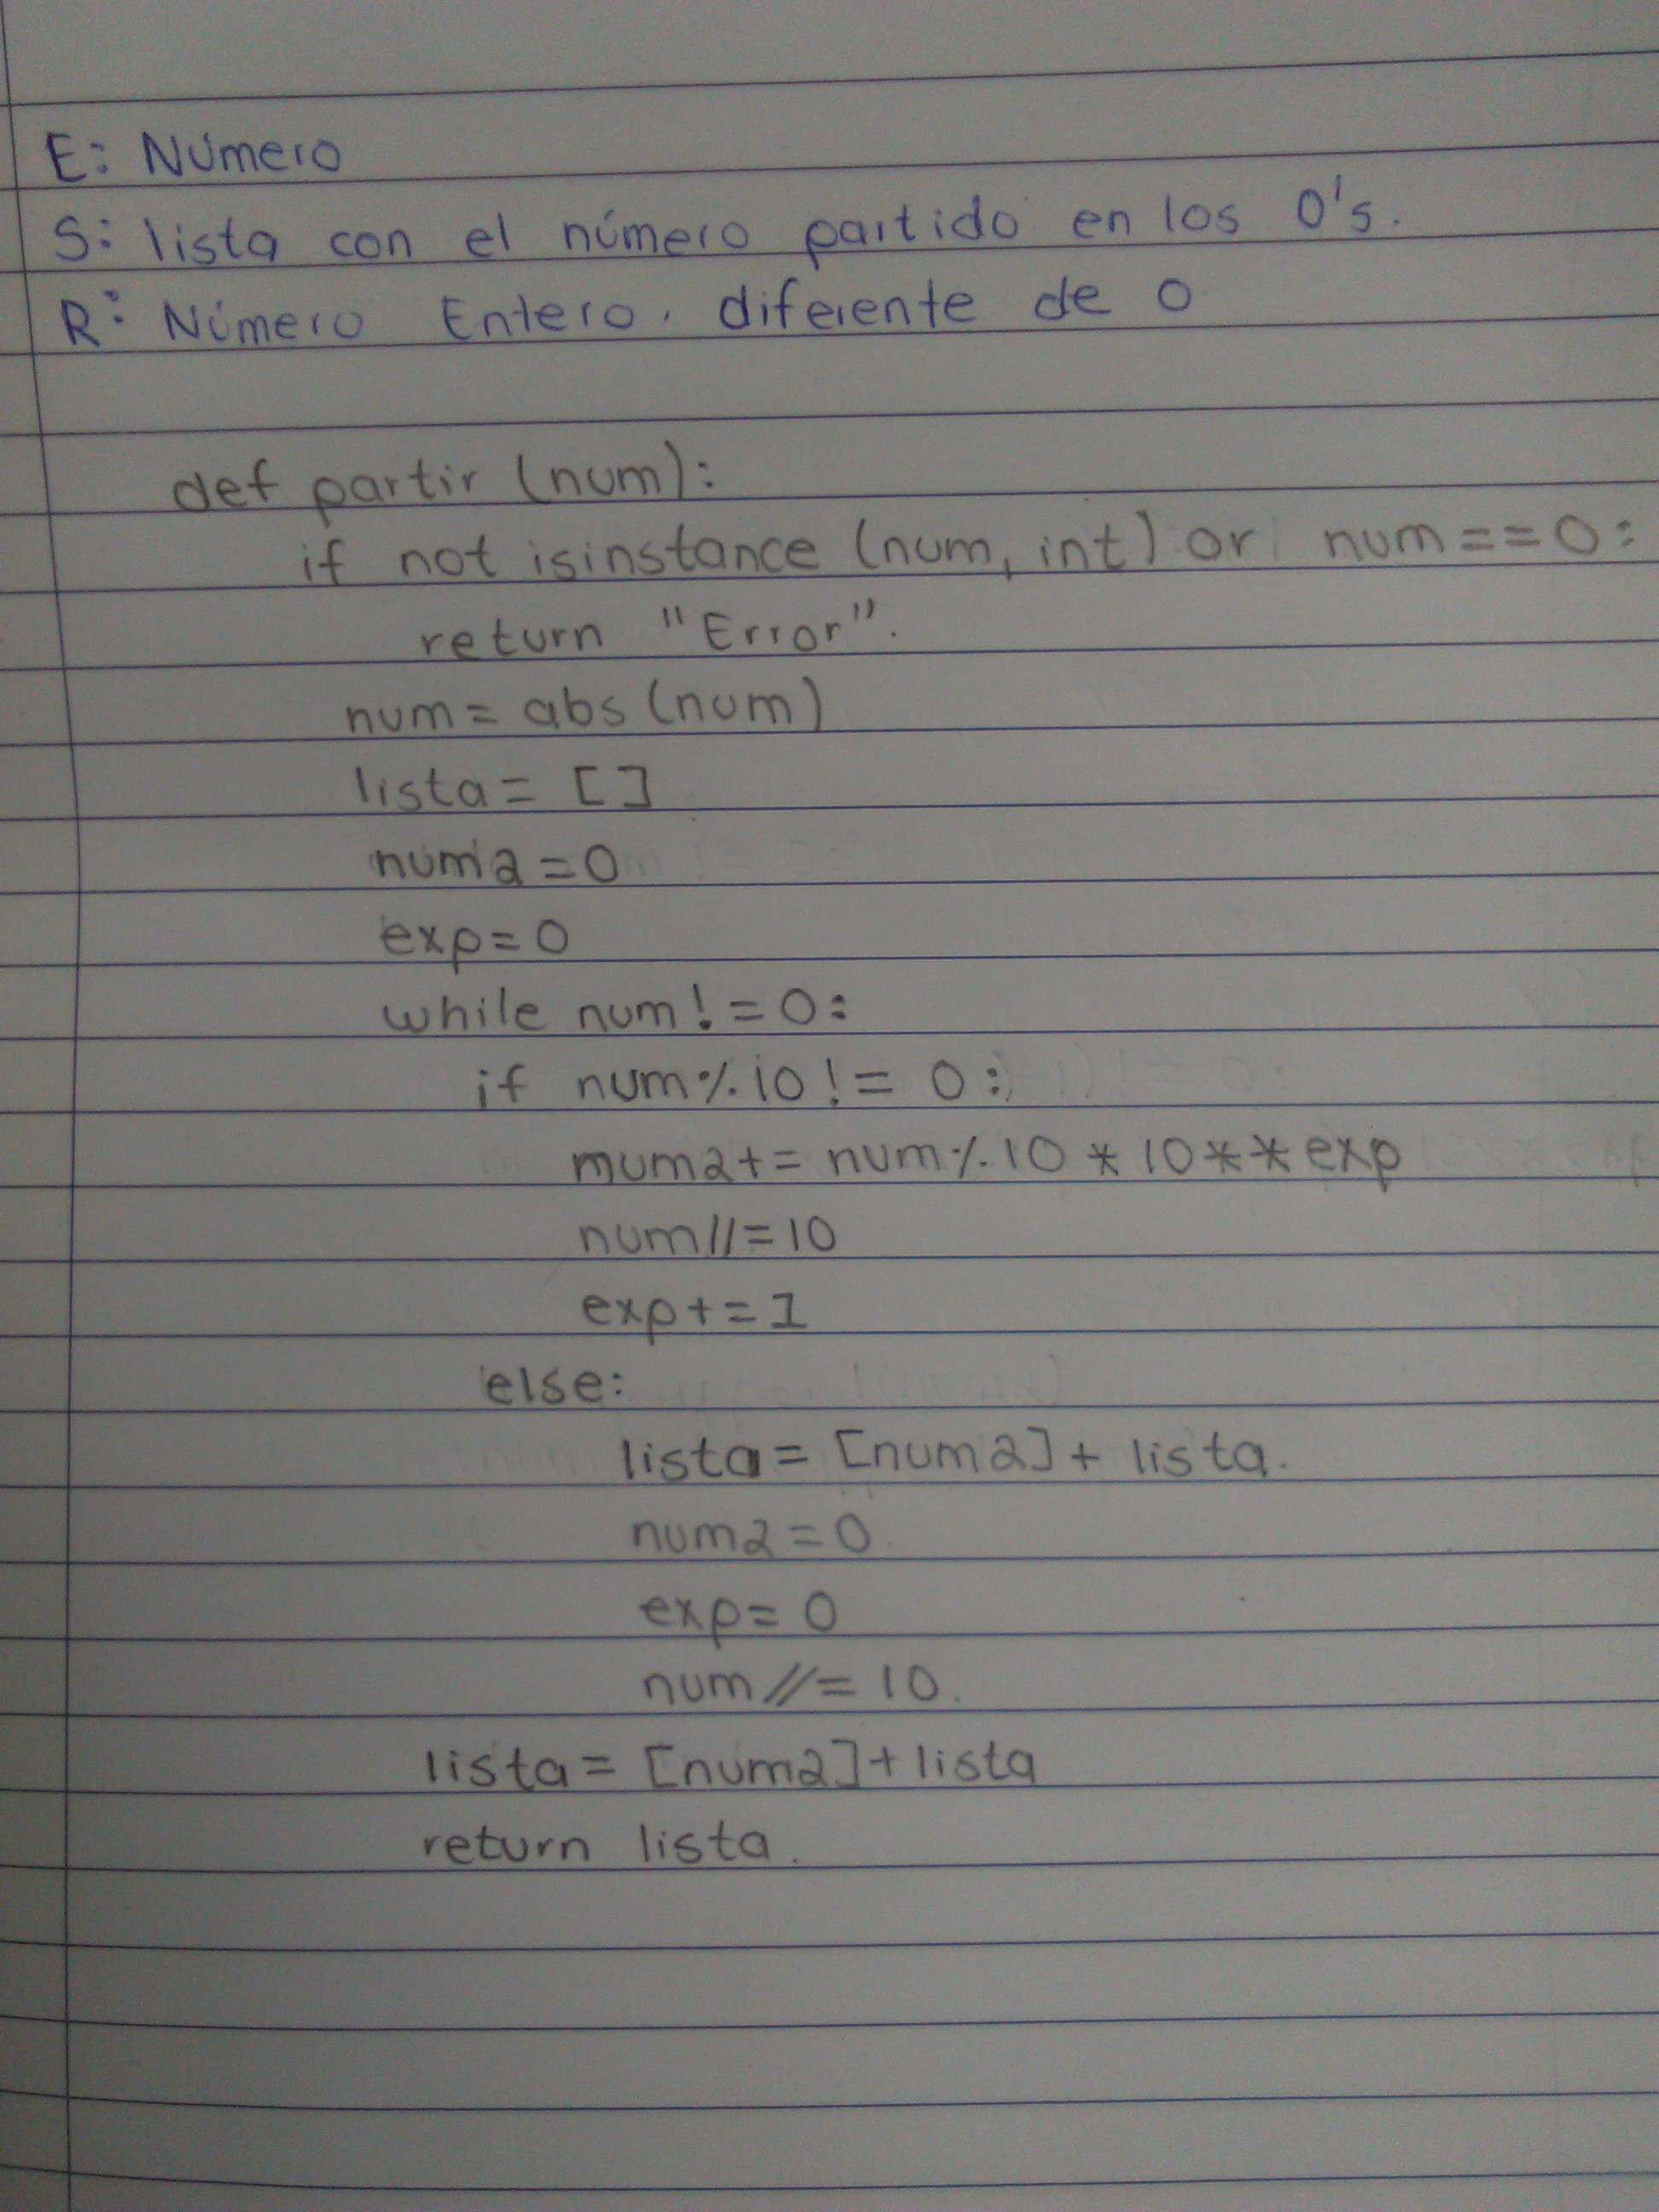 E: Número
S: lista con el número partido en los 0's.
R: Número Entero, diferente de 0
def partir (num):
if not isinstance (num, int) or num == 0:
return "Error".
num = abs (num)
lista = []
num2 = 0
exp = 0
while num != 0:
if num % 10 != 0:
mum2 += num % 10 * 10 ** exp
num //= 10
exp += 1
else:
lista = [num2] + lista.
num2 = 0
exp = 0
num //= 10.
lista = [num2] + lista
return lista.